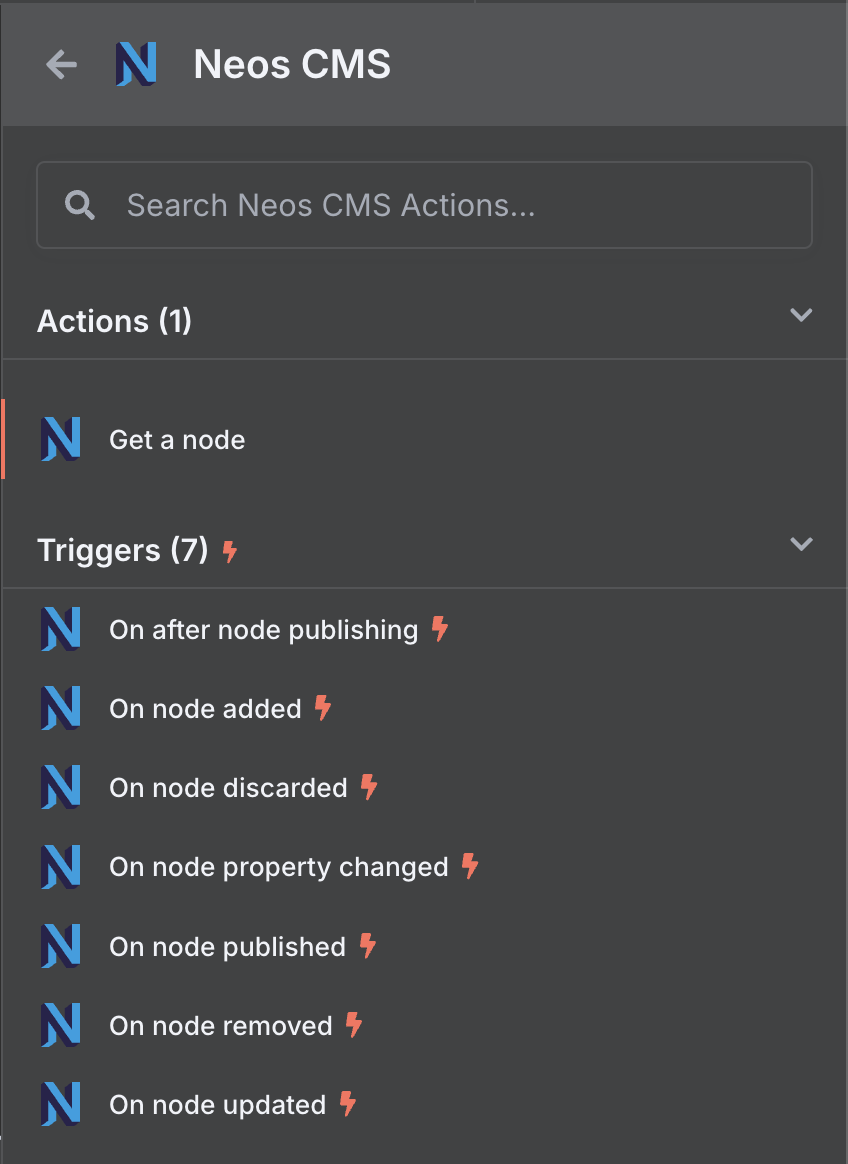 Neos CMS
Search Neos CMS Actions...
Actions (1)
Get a node
Triggers (7)
On after node publishing
On node added
On node discarded
On node property changed
On node published
On node removed
On node updated